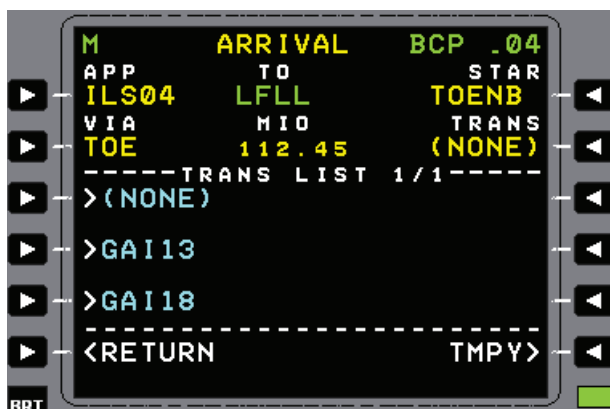 M ARRIVAL BCP .04
APP TO STAR
ILS04 LFLL TOENB
VIA MIO TRANS
TOE 112.45 (NONE)
-----TRANS LIST 1/1-----
>(NONE)
>GAI13
>GAI18
<RETURN TMPY>
BRT